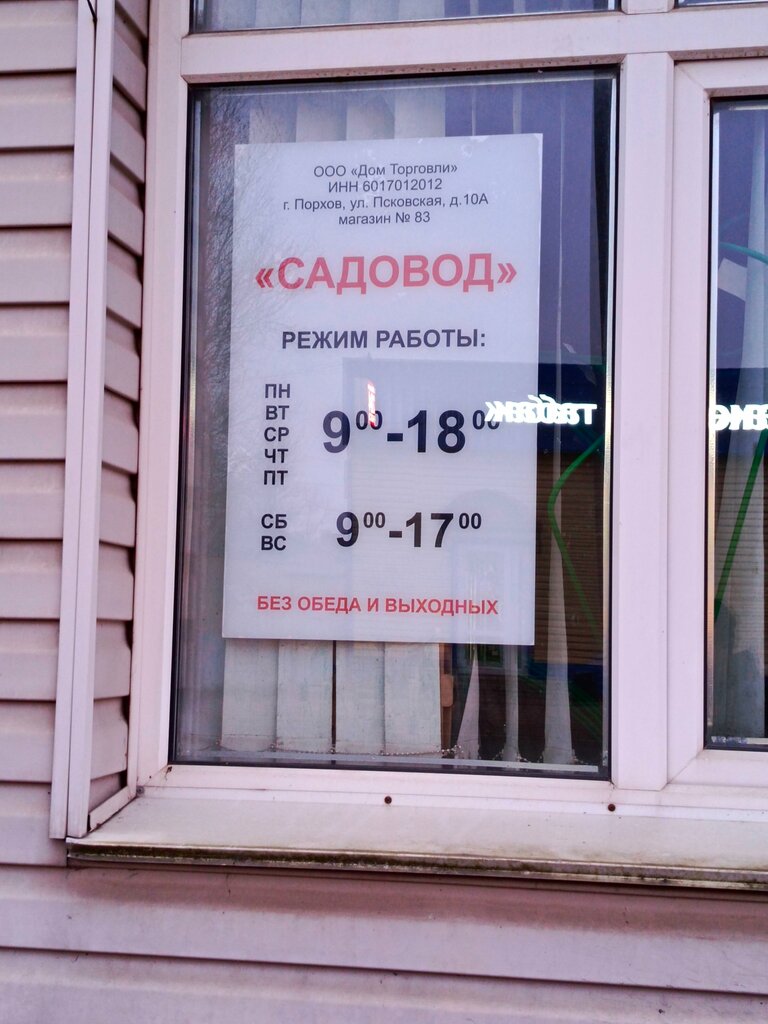 ООО «Дом Торговли»
ИНН 6017012012
г. Порхов, ул. Псковская, д.10А
магазин № 83
«САДОВОД»
РЕЖИМ РАБОТЫ:
ПН
ВТ
СР
ЧТ
ПТ
9⁰⁰-18⁰⁰
СБ
ВС
9⁰⁰-17⁰⁰
БЕЗ ОБЕДА И ВЫХОДНЫХ
табак